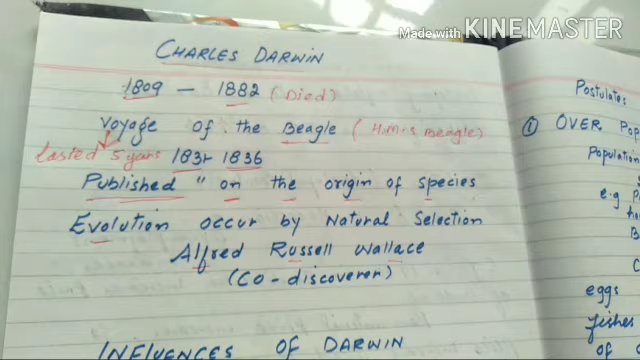 Made with KINEMASTER
CHARLES DARWIN
1809 - 1882 (Died)
Voyage of the Beagle (H.M.S Beagle)
lasted 5 years 1831 - 1836
Published " on the origin of species
Evolution occur by Natural Selection
Alfred Russell Wallace
(Co-discoverer)
INFLUENCES OF DARWIN
Postulates
① OVER Pop
Population
e.g
eggs
fishes
of